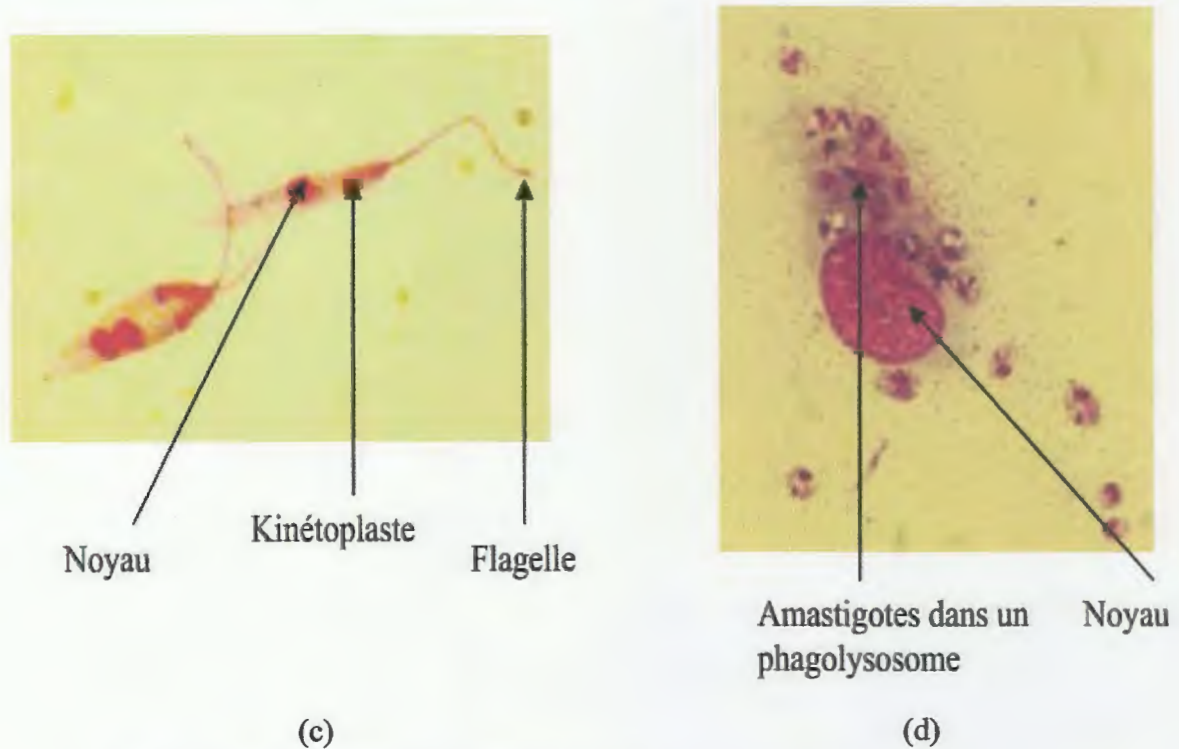 Noyau
Kinétoplaste
Flagelle
(c)
Amastigotes dans un
phagolysosome
Noyau
(d)